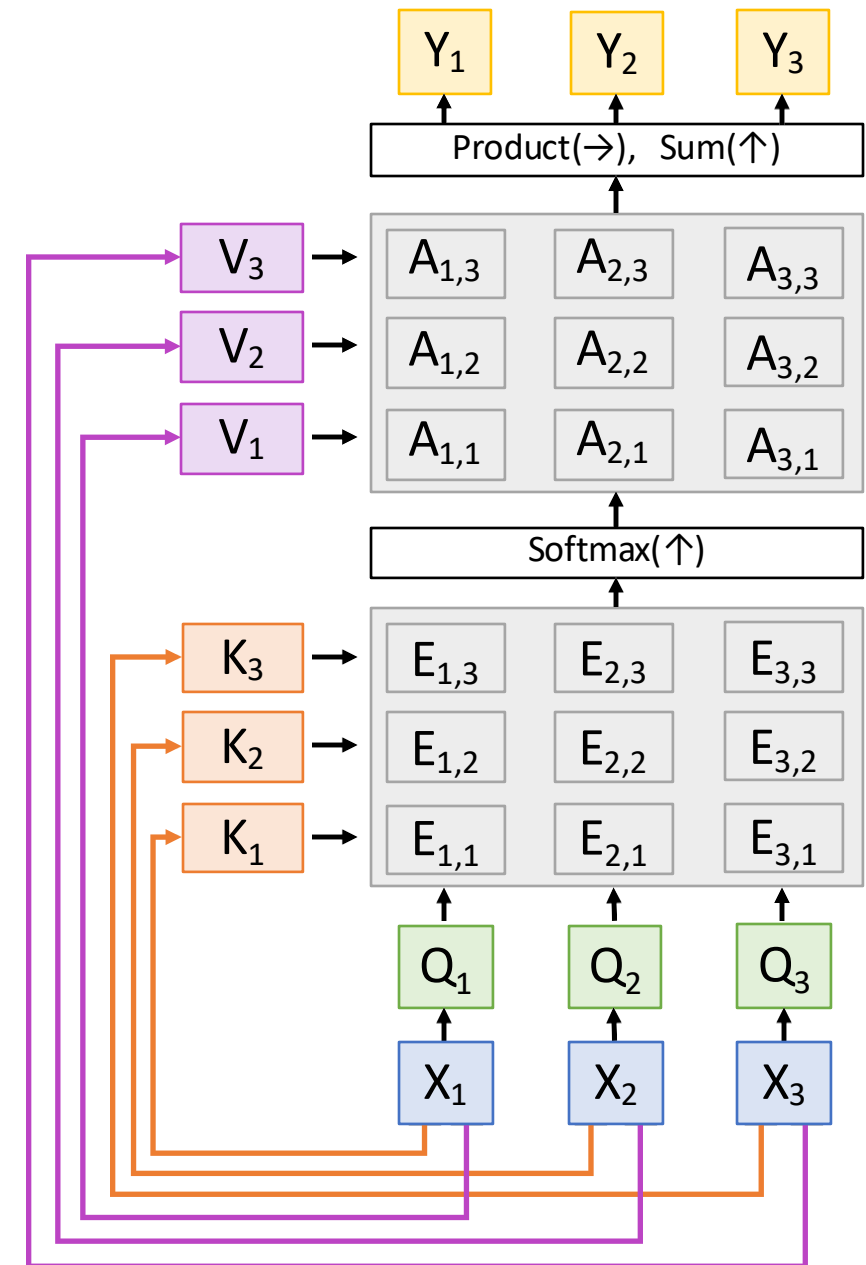 Y₁ Y₂ Y₃
Product(→), Sum(↑)
V₃ A₁,₃ A₂,₃ A₃,₃
V₂ A₁,₂ A₂,₂ A₃,₂
V₁ A₁,₁ A₂,₁ A₃,₁
Softmax(↑)
K₃ E₁,₃ E₂,₃ E₃,₃
K₂ E₁,₂ E₂,₂ E₃,₂
K₁ E₁,₁ E₂,₁ E₃,₁
Q₁ Q₂ Q₃
X₁ X₂ X₃